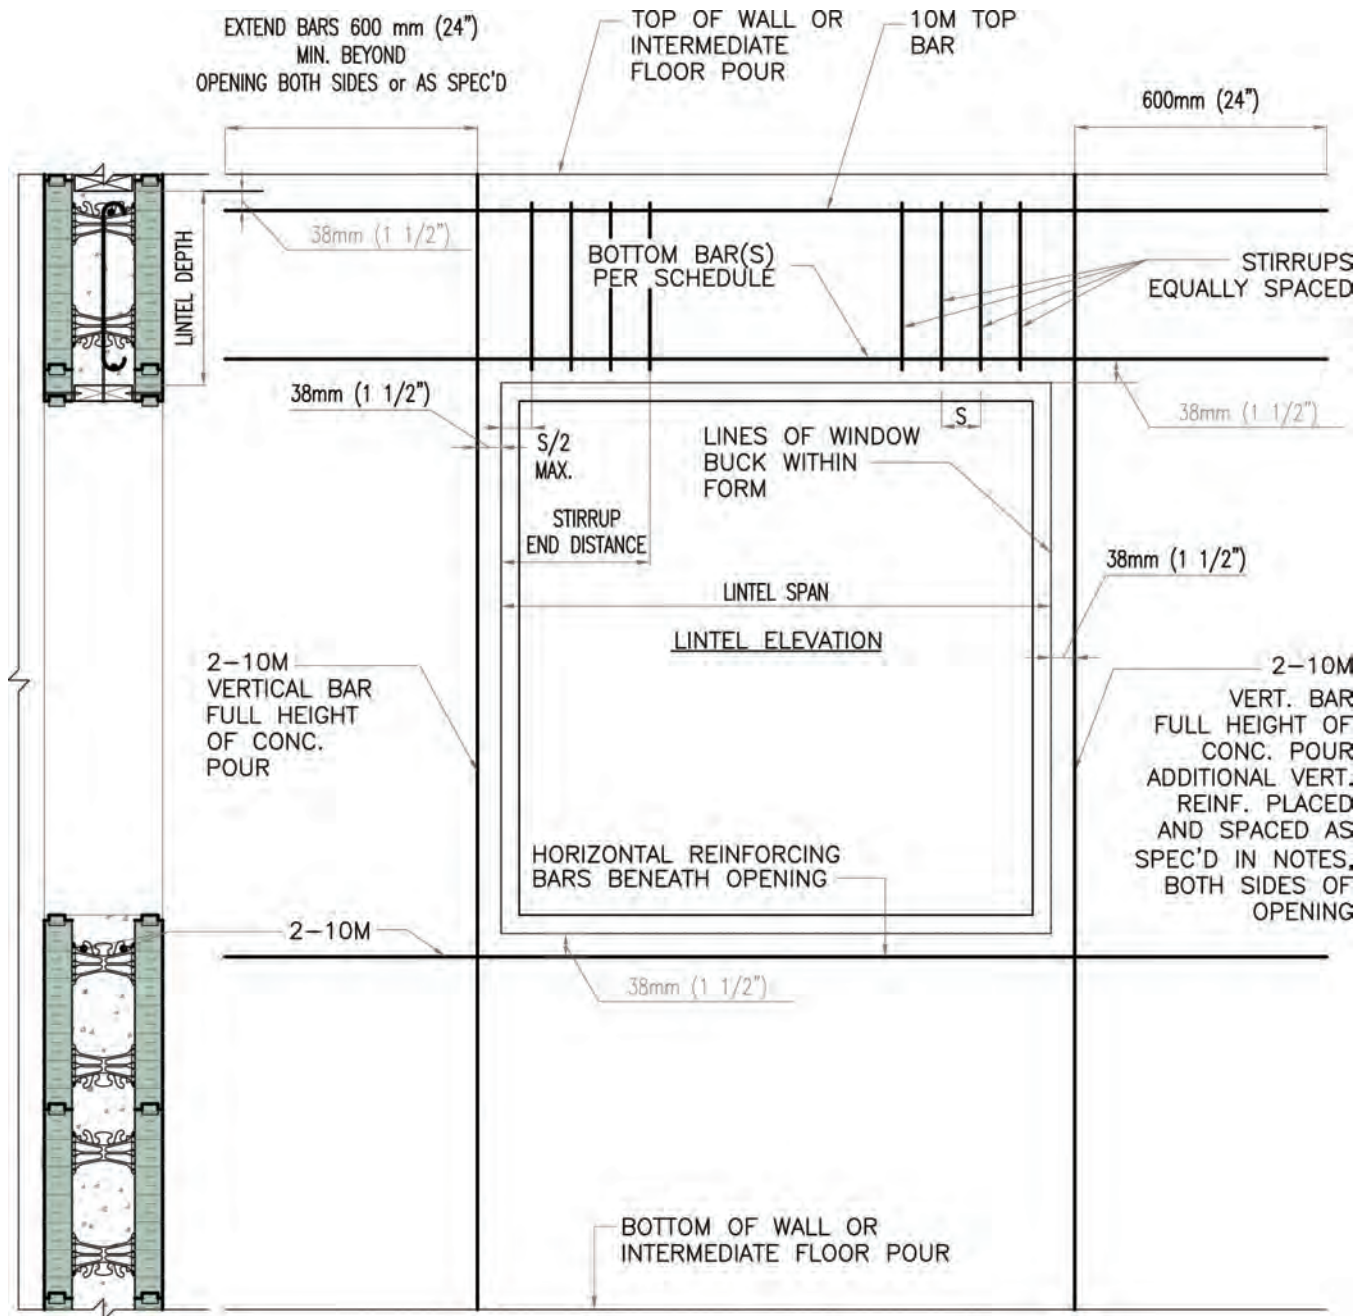 EXTEND BARS 600 mm (24")
MIN. BEYOND
OPENING BOTH SIDES or AS SPEC'D
TOP OF WALL OR
INTERMEDIATE
FLOOR POUR
10M TOP
BAR
600mm (24")
38mm (1 1/2")
LINTEL DEPTH
BOTTOM BAR(S)
PER SCHEDULE
STIRRUPS
EQUALLY SPACED
38mm (1 1/2")
38mm (1 1/2")
S/2
MAX.
S
LINES OF WINDOW
BUCK WITHIN
FORM
STIRRUP
END DISTANCE
38mm (1 1/2")
LINTEL SPAN
LINTEL ELEVATION
2-10M
VERTICAL BAR
FULL HEIGHT
OF CONC.
POUR
2-10M
VERT. BAR
FULL HEIGHT OF
CONC. POUR
ADDITIONAL VERT.
REINF. PLACED
AND SPACED AS
SPEC'D IN NOTES,
BOTH SIDES OF
OPENING
HORIZONTAL REINFORCING
BARS BENEATH OPENING
2-10M
38mm (1 1/2")
BOTTOM OF WALL OR
INTERMEDIATE FLOOR POUR